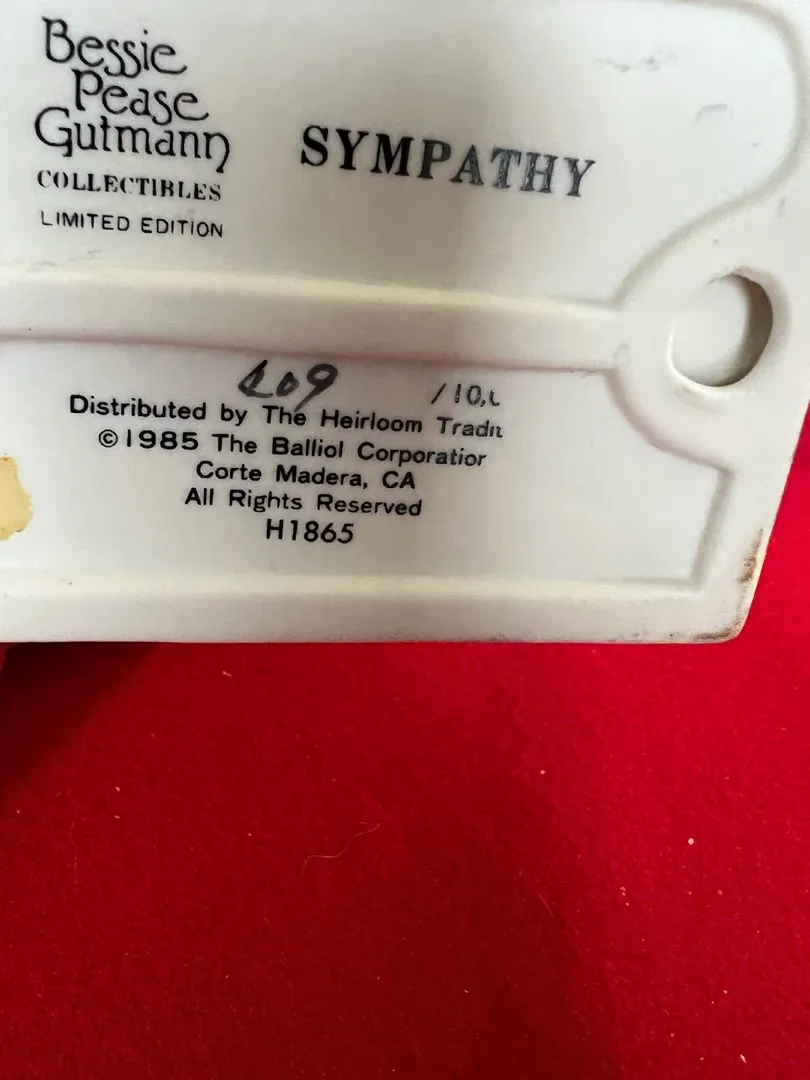 Bessie
Pease
Gutmann
COLLECTIBLES
LIMITED EDITION
SYMPATHY
/10,
Distributed by The Heirloom
©1985 The Balliol
Corte Madera, CA
All Rights Reserved
H1865